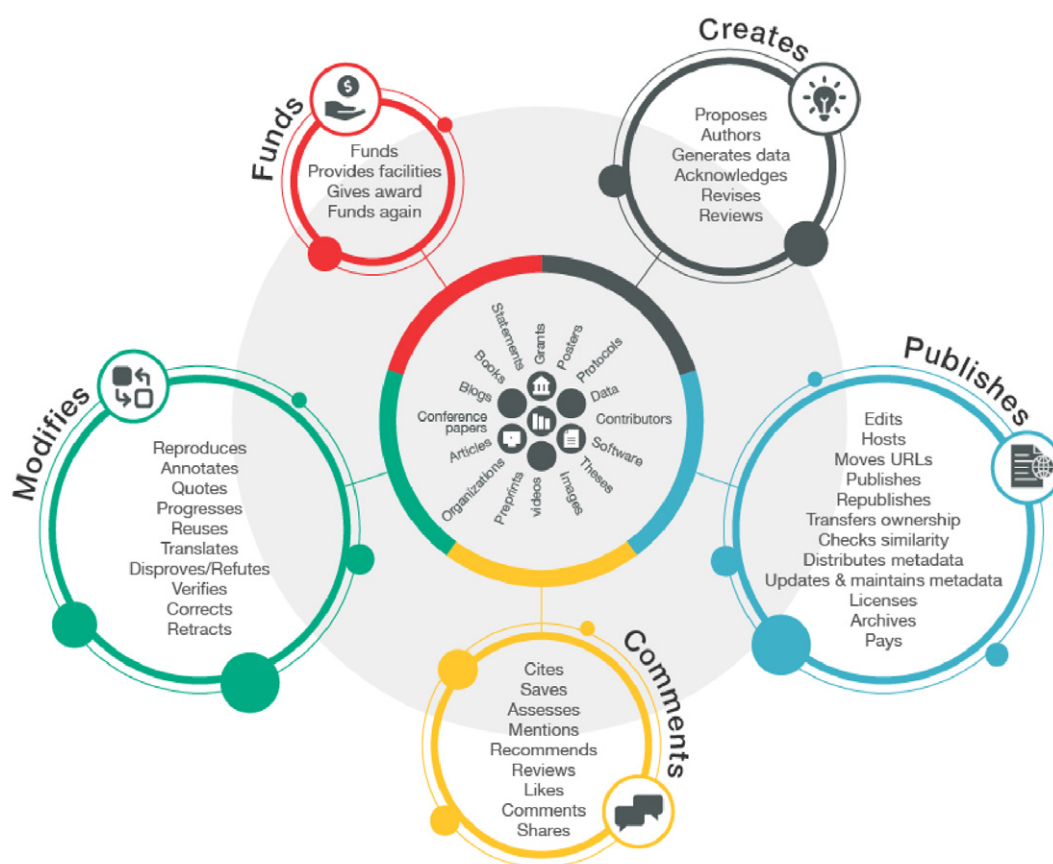 Funds
Funds
Provides facilities
Gives award
Funds again
Creates
Proposes
Authors
Generates data
Acknowledges
Revises
Reviews
Publishes
Edits
Hosts
Moves URLs
Publishes
Republishes
Transfers ownership
Checks similarity
Distributes metadata
Updates & maintains metadata
Licenses
Archives
Pays
Comments
Cites
Saves
Assesses
Mentions
Recommends
Reviews
Likes
Comments
Shares
Modifies
Reproduces
Annotates
Quotes
Progresses
Reuses
Translates
Disproves/Refutes
Verifies
Corrects
Retracts
Grants
Posters
Protocols
Data
Contributors
Software
Theses
Images
videos
Preprints
Organizations
Articles
Conference
papers
Blogs
Books
Statements
$